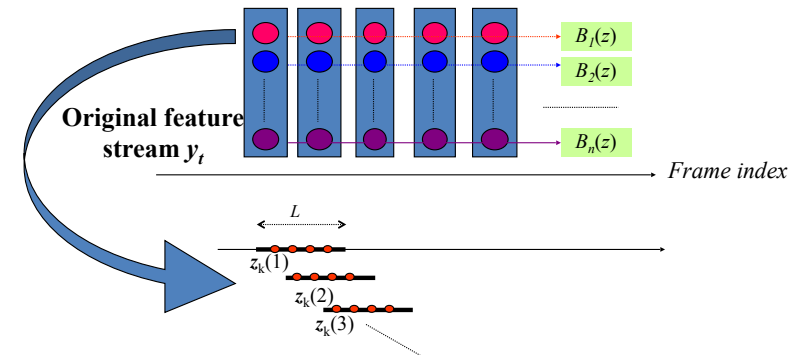 B₁(z)
B₂(z)
Original feature
stream yₜ
Bₙ(z)
Frame index
L
zₖ(1)
zₖ(2)
zₖ(3)